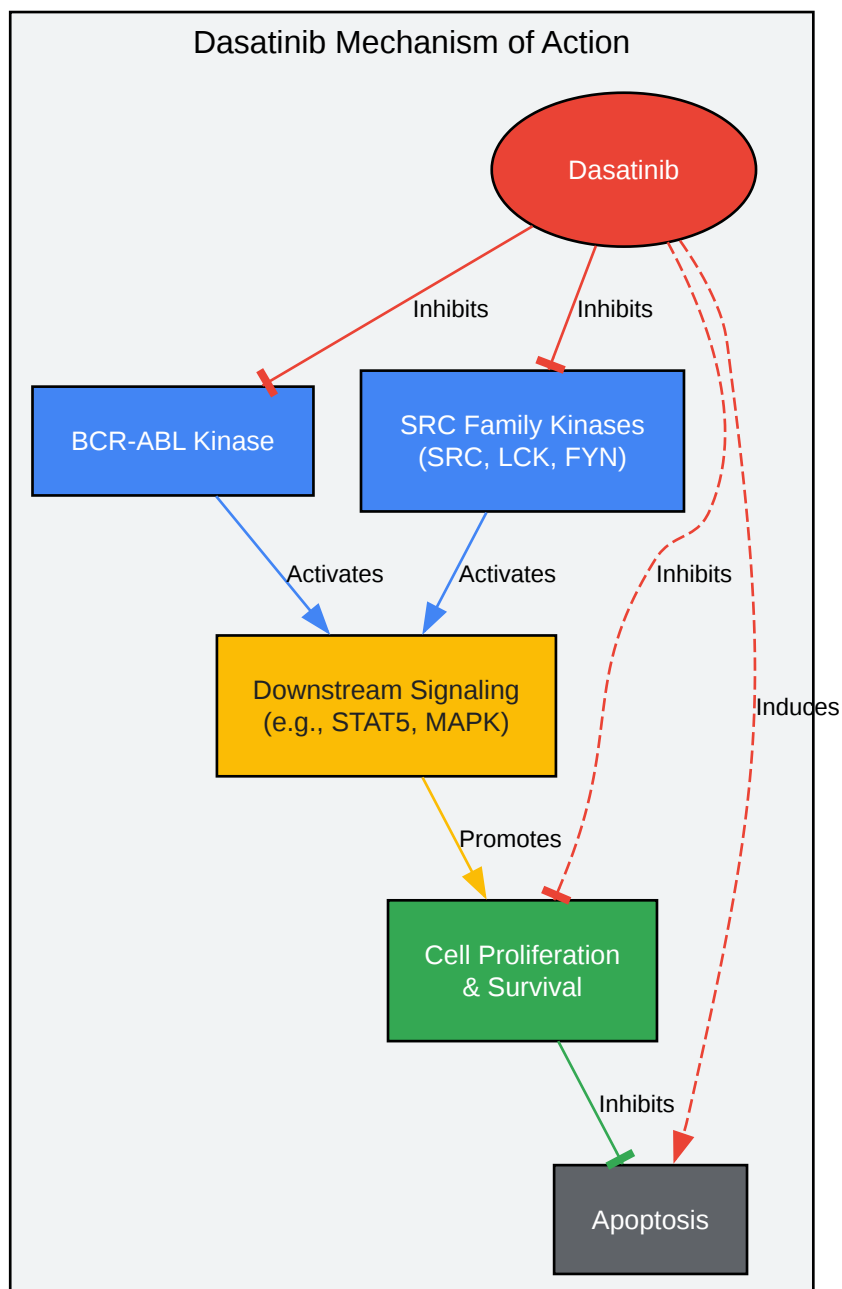 Dasatinib Mechanism of Action
Dasatinib
Inhibits
Inhibits
BCR-ABL Kinase
SRC Family Kinases
(SRC, LCK, FYN)
Activates
Activates
Inhibits
Downstream Signaling
(e.g., STAT5, MAPK)
Induces
Promotes
Cell Proliferation
& Survival
Inhibits
Apoptosis